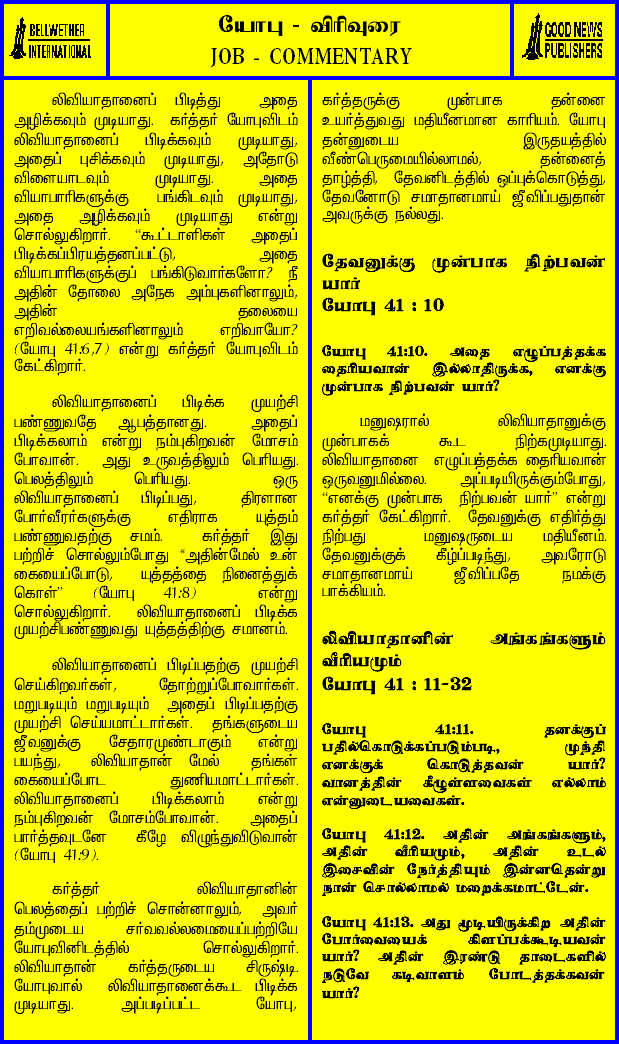 BELLWETHER
INTERNATIONAL
யோபு - விரிவுரை
JOB - COMMENTARY
GOOD NEWS
PUBLISHERS
லிவியாதானைப் பிடித்து அதை
அழிக்கவும் முடியாது. கர்த்தர் யோபுவிடம்
லிவியாதானைப் பிடிக்கவும் முடியாது,
அதைப் புசிக்கவும் முடியாது, அதோடு
விளையாடவும் முடியாது. அதை
வியாபாரிகளுக்கு பங்கிடவும் முடியாது,
அதை அழிக்கவும் முடியாது என்று
சொல்லுகிறார். “கூட்டாளிகள் அதைப்
பிடிக்கப்பிரயத்தனப்பட்டு, அதை
வியாபாரிகளுக்குப் பங்கிடுவார்களோ? நீ
அதின் தோலை அநேக அம்புகளினாலும்,
அதின் தலையை
எறிவல்லையங்களினாலும் எறிவாயோ?
(யோபு 41:6,7) என்று கர்த்தர் யோபுவிடம்
கேட்கிறார்.
லிவியாதானைப் பிடிக்க முயற்சி
பண்ணுவதே ஆபத்தானது. அதைப்
பிடிக்கலாம் என்று நம்புகிறவன் மோசம்
போவான். அது உருவத்திலும் பெரியது.
பெலத்திலும் பெரியது. ஒரு
லிவியாதானைப் பிடிப்பது, திரளான
போர்வீரர்களுக்கு எதிராக யுத்தம்
பண்ணுவதற்கு சமம். கர்த்தர் இது
பற்றிச் சொல்லும்போது “அதின்மேல் உன்
கையைப்போடு, யுத்தத்தை நினைத்துக்
கொள்” (யோபு 41:8) என்று
சொல்லுகிறார். லிவியாதானைப் பிடிக்க
முயற்சிபண்ணுவது யுத்தத்திற்கு சமானம்.
லிவியாதானைப் பிடிப்பதற்கு முயற்சி
செய்கிறவர்கள், தோற்றுப்போவார்கள்.
மறுபடியும் மறுபடியும் அதைப் பிடிப்பதற்கு
முயற்சி செய்யமாட்டார்கள். தங்களுடைய
ஜீவனுக்கு சேதாரமுண்டாகும் என்று
பயந்து, லிவியாதான் மேல் தங்கள்
கையைப்போட துணியமாட்டார்கள்.
லிவியாதானைப் பிடிக்கலாம் என்று
நம்புகிறவன் மோசம்போவான். அதைப்
பார்த்தவுடனே கீழே விழுந்துவிடுவான்
(யோபு 41:9).
கர்த்தர் லிவியாதானின்
பெலத்தைப் பற்றிச் சொன்னாலும், அவர்
தம்முடைய சர்வவல்லமையைப்பற்றியே
யோபுவினிடத்தில் சொல்லுகிறார்.
லிவியாதான் கர்த்தருடைய சிருஷ்டி.
யோபுவால் லிவியாதானைக்கூட பிடிக்க
முடியாது. அப்படிப்பட்ட யோபு,
கர்த்தருக்கு முன்பாக தன்னை
உயர்த்துவது மதியீனமான காரியம். யோபு
தன்னுடைய இருதயத்தில்
வீண்பெருமையில்லாமல், தன்னைத்
தாழ்த்தி, தேவனிடத்தில் ஒப்புக்கொடுத்து,
தேவனோடு சமாதானமாய் ஜீவிப்பதுதான்
அவருக்கு நல்லது.
தேவனுக்கு முன்பாக நிற்பவன்
யார்
யோபு 41 : 10
யோபு 41:10. அதை எழுப்பத்தக்க
தைரியவான் இல்லாதிருக்க, எனக்கு
முன்பாக நிற்பவன் யார்?
மனுஷரால் லிவியாதானுக்கு
முன்பாகக் கூட நிற்கமுடியாது.
லிவியாதானை எழுப்பத்தக்க தைரியவான்
ஒருவனுமில்லை. அப்படியிருக்கும்போது,
“எனக்கு முன்பாக நிற்பவன் யார்” என்று
கர்த்தர் கேட்கிறார். தேவனுக்கு எதிர்த்து
நிற்பது மனுஷருடைய மதியீனம்.
தேவனுக்குக் கீழ்ப்படிந்து, அவரோடு
சமாதானமாய் ஜீவிப்பதே நமக்கு
பாக்கியம்.
லிவியாதானின் அங்கங்களும்
வீரியமும்
யோபு 41 : 11-32
யோபு 41:11. தனக்குப்
பதில்கொடுக்கப்படும்படி, முந்தி
எனக்குக் கொடுத்தவன் யார்?
வானத்தின் கீழுள்ளவைகள் எல்லாம்
என்னுடையவைகள்.
யோபு 41:12. அதின் அங்கங்களும்,
அதின் வீரியமும், அதின் உடல்
இசைவின் நேர்த்தியும் இன்னதென்று
நான் சொல்லாமல் மறைக்கமாட்டேன்.
யோபு 41:13. அது மூடியிருக்கிற அதின்
போர்வையைக் கிளப்பக்கூடியவன்
யார்? அதின் இரண்டு தாடைகளில்
நடுவே கடிவாளம் போடத்தக்கவன்
யார்?